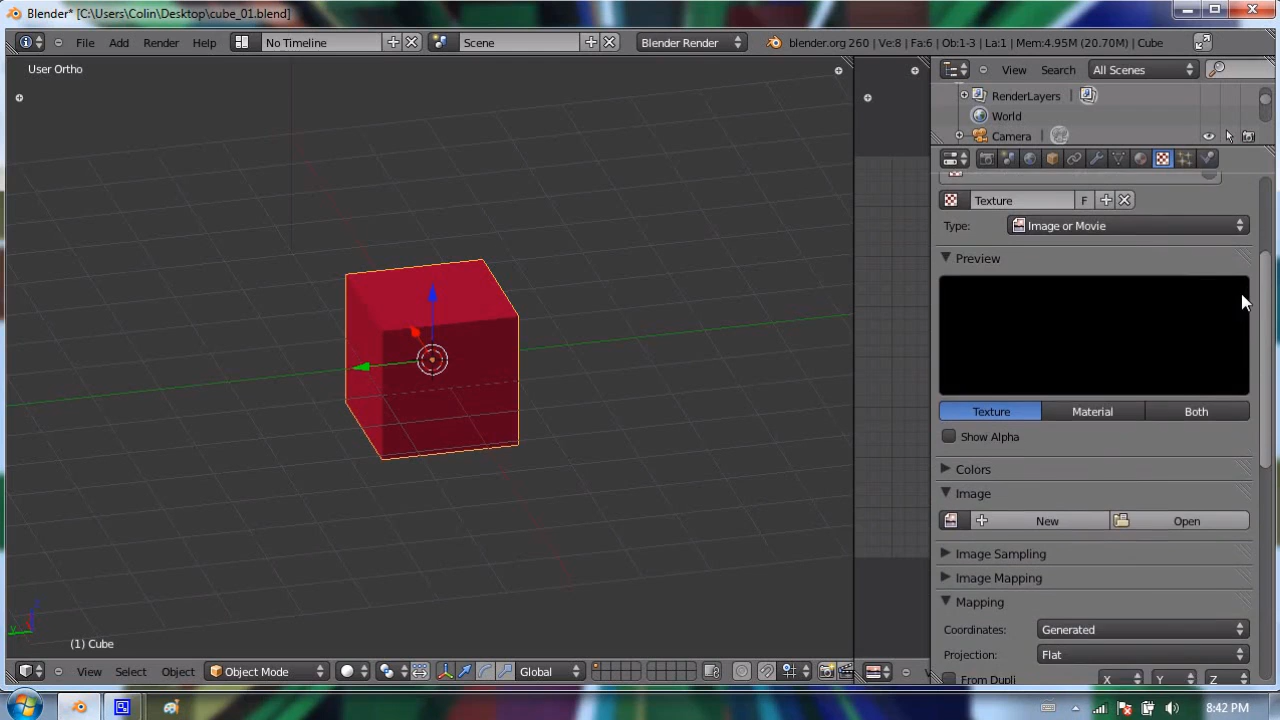 Blender* [C:\Users\Colin\Desktop\cube_01.blend]
File Add Render Help No Timeline Scene Blender Render blender.org 260 | Ve:8 | Fa:6 | Ob:1-3 | La:1 | Mem:4.95M (20.70M) | Cube
User Ortho
View Search All Scenes
RenderLayers
World
Camera
Texture F
Type: Image or Movie
Preview
Texture Material Both
Show Alpha
Colors
Image
New Open
Image Sampling
Image Mapping
Mapping
Coordinates: Generated
Projection: Flat
From Dupli X Y Z
(1) Cube
View Select Object Object Mode Global
8:42 PM